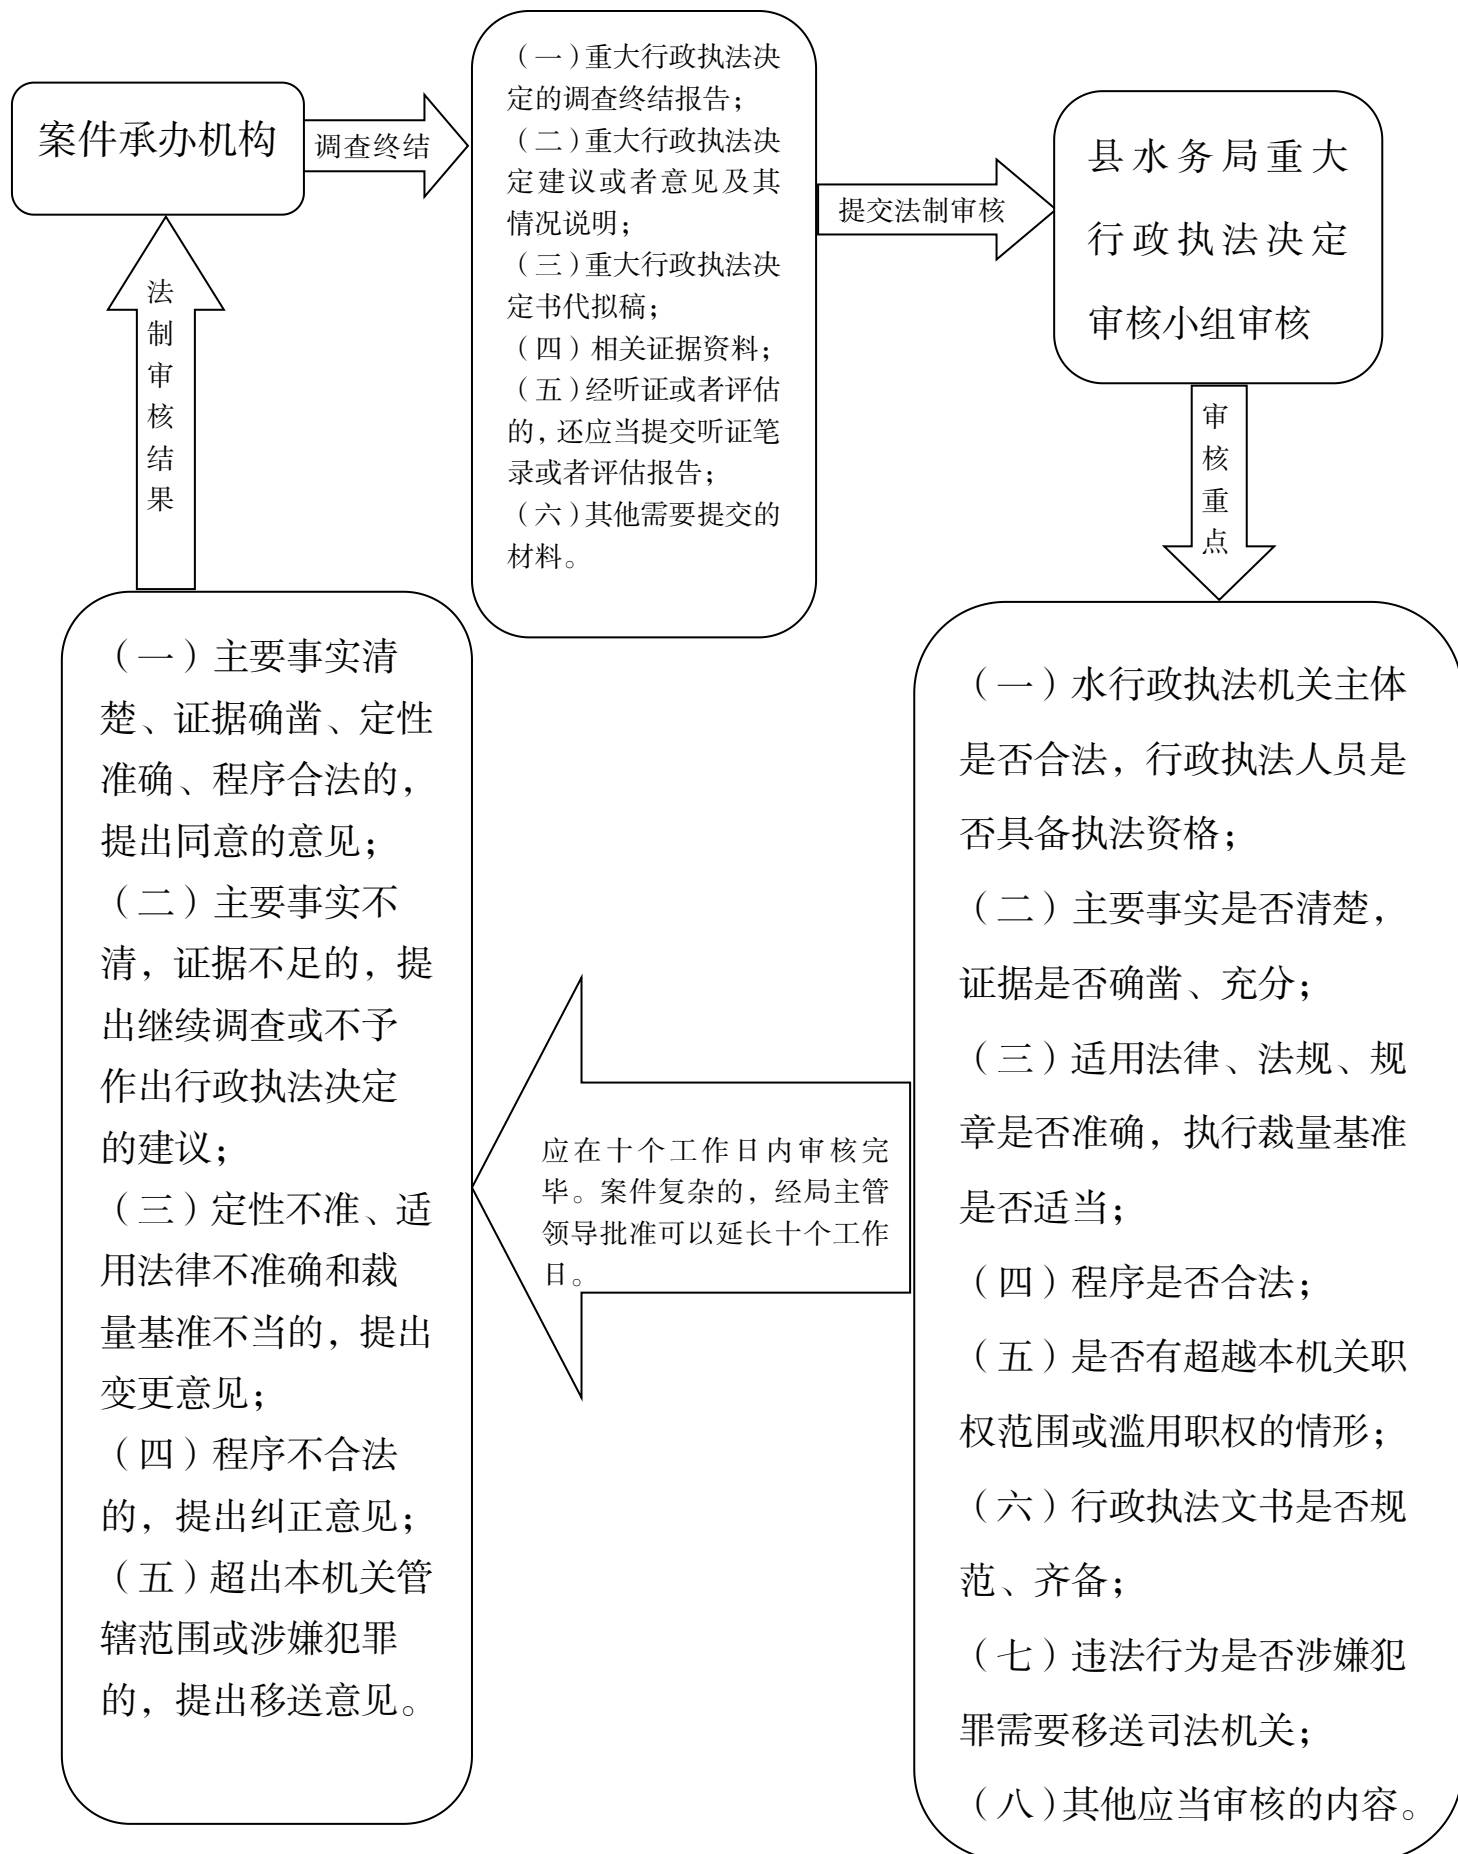 案件承办机构
调查终结
（一）重大行政执法决
定的调查终结报告；
（二）重大行政执法决
定建议或者意见及其
情况说明；
（三）重大行政执法决
定书代拟稿；
（四）相关证据资料；
（五）经听证或者评估
的，还应当提交听证笔
录或者评估报告；
（六）其他需要提交的
材料。
提交法制审核
县水务局重大
行政执法决定
审核小组审核
审
核
重
点
（一）水行政执法机关主体
是否合法，行政执法人员是
否具备执法资格；
（二）主要事实是否清楚，
证据是否确凿、充分；
（三）适用法律、法规、规
章是否准确，执行裁量基准
是否适当；
（四）程序是否合法；
（五）是否有超越本机关职
权范围或滥用职权的情形；
（六）行政执法文书是否规
范、齐备；
（七）违法行为是否涉嫌犯
罪需要移送司法机关；
（八）其他应当审核的内容。
应在十个工作日内审核完
毕。案件复杂的，经局主管
领导批准可以延长十个工作
日。
（一）主要事实清
楚、证据确凿、定性
准确、程序合法的，
提出同意的意见；
（二）主要事实不
清，证据不足的，提
出继续调查或不予
作出行政执法决定
的建议；
（三）定性不准、适
用法律不准确和裁
量基准不当的，提出
变更意见；
（四）程序不合法
的，提出纠正意见；
（五）超出本机关管
辖范围或涉嫌犯罪
的，提出移送意见。
法
制
审
核
结
果